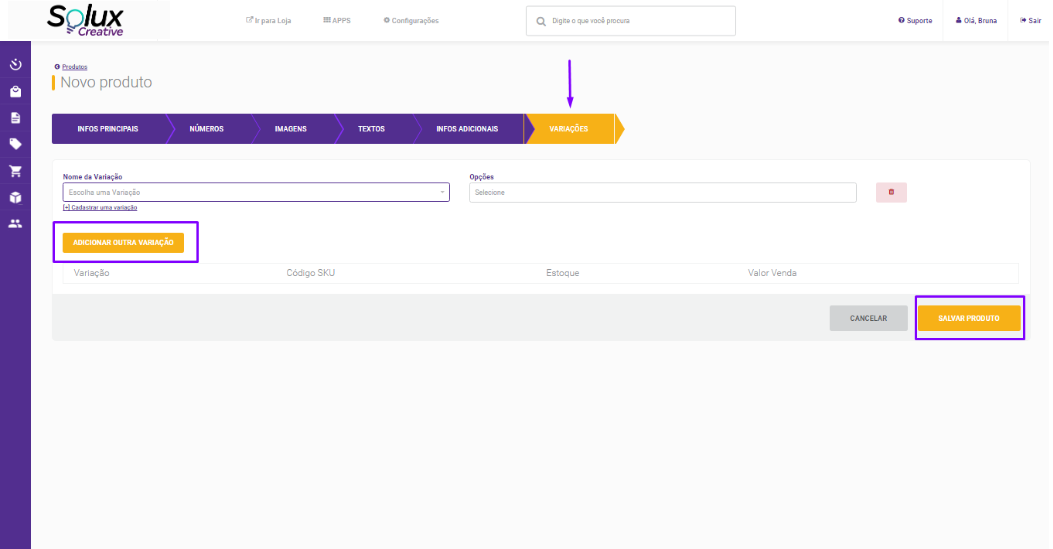 Solux
Creative
Ir para Loja
APPS
Configurações
Digite o que você procura
Suporte
Olá, Bruna
Sair
Produtos
Novo produto
INFOS PRINCIPAIS
NÚMEROS
IMAGENS
TEXTOS
INFOS ADICIONAIS
VARIAÇÕES
Nome da Variação
Opções
Escolha uma Variação
Selecione
[+] Cadastrar uma variação
ADICIONAR OUTRA VARIAÇÃO
Variação
Código SKU
Estoque
Valor Venda
CANCELAR
SALVAR PRODUTO